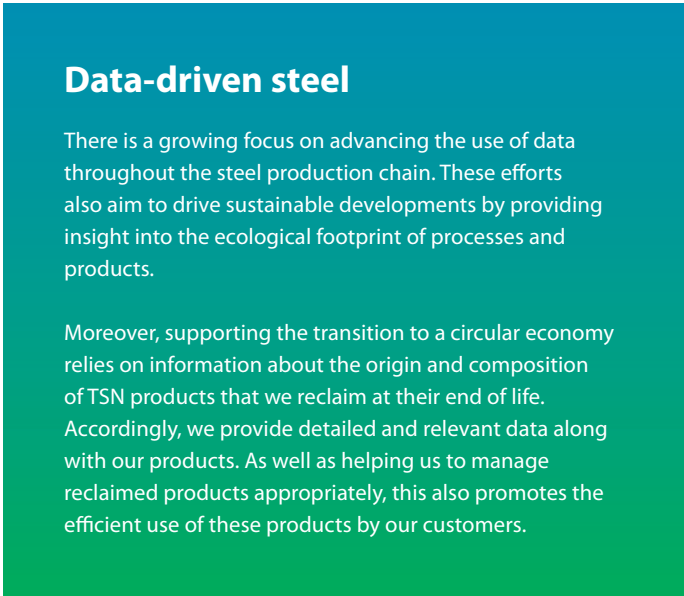 Data-driven steel
There is a growing focus on advancing the use of data
throughout the steel production chain. These efforts
also aim to drive sustainable developments by providing
insight into the ecological footprint of processes and
products.
Moreover, supporting the transition to a circular economy
relies on information about the origin and composition
of TSN products that we reclaim at their end of life.
Accordingly, we provide detailed and relevant data along
with our products. As well as helping us to manage
reclaimed products appropriately, this also promotes the
efficient use of these products by our customers.